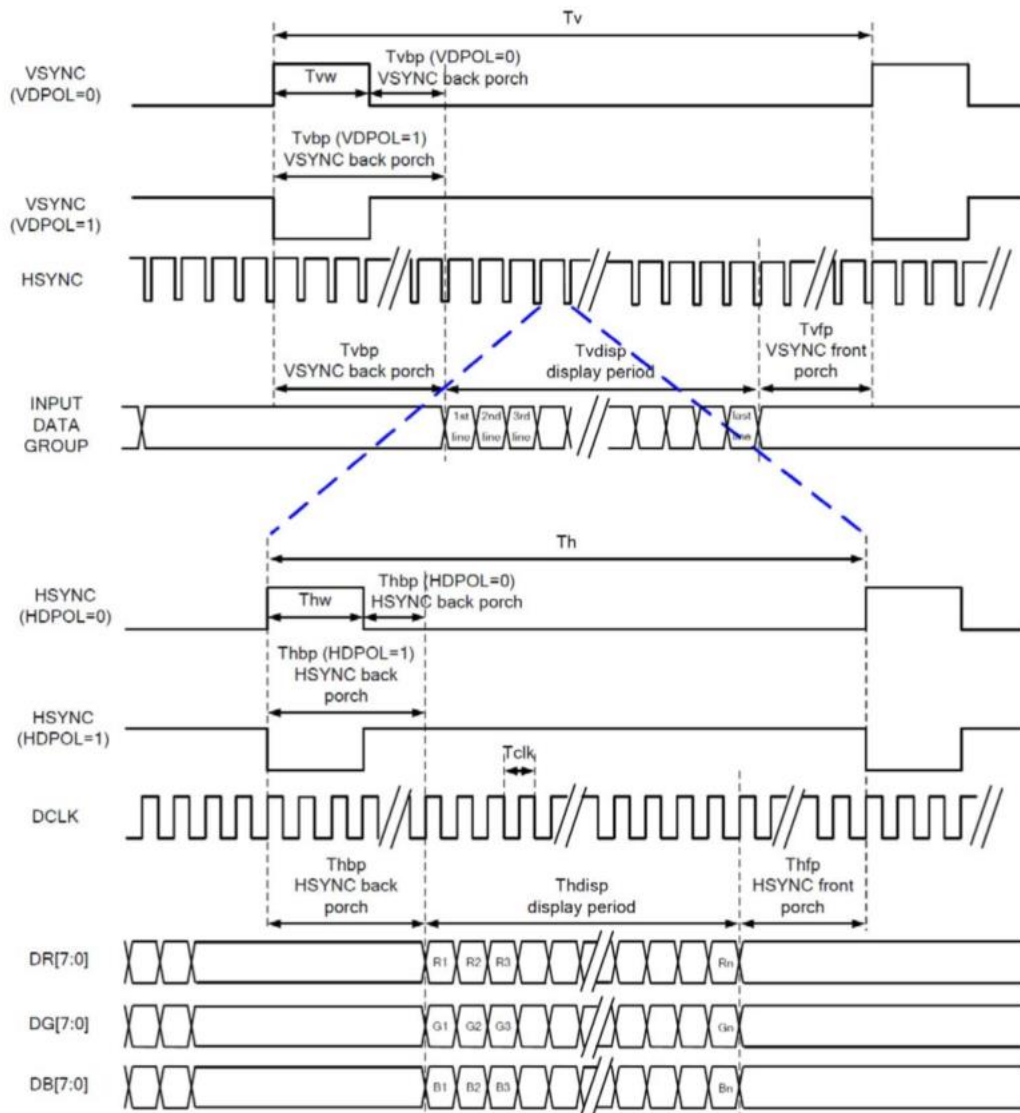 Tv
VSYNC
(VDPOL=0)
Tvw
Tvbp (VDPOL=0)
VSYNC back porch
Tvbp (VDPOL=1)
VSYNC back porch
VSYNC
(VDPOL=1)
HSYNC
Tvbp
VSYNC back porch
Tvdisp
display period
Tvfp
VSYNC front
porch
INPUT
DATA
GROUP
1st
line
2nd
line
3rd
line
last
line
Th
HSYNC
(HDPOL=0)
Thw
Thbp (HDPOL=0)
HSYNC back porch
Thbp (HDPOL=1)
HSYNC back
porch
HSYNC
(HDPOL=1)
Tclk
DCLK
Thbp
HSYNC back
porch
Thdisp
display period
Thfp
HSYNC front
porch
DR[7:0]
R1 R2 R3 Rn
DG[7:0]
G1 G2 G3 Gn
DB[7:0]
B1 B2 B3 Bn